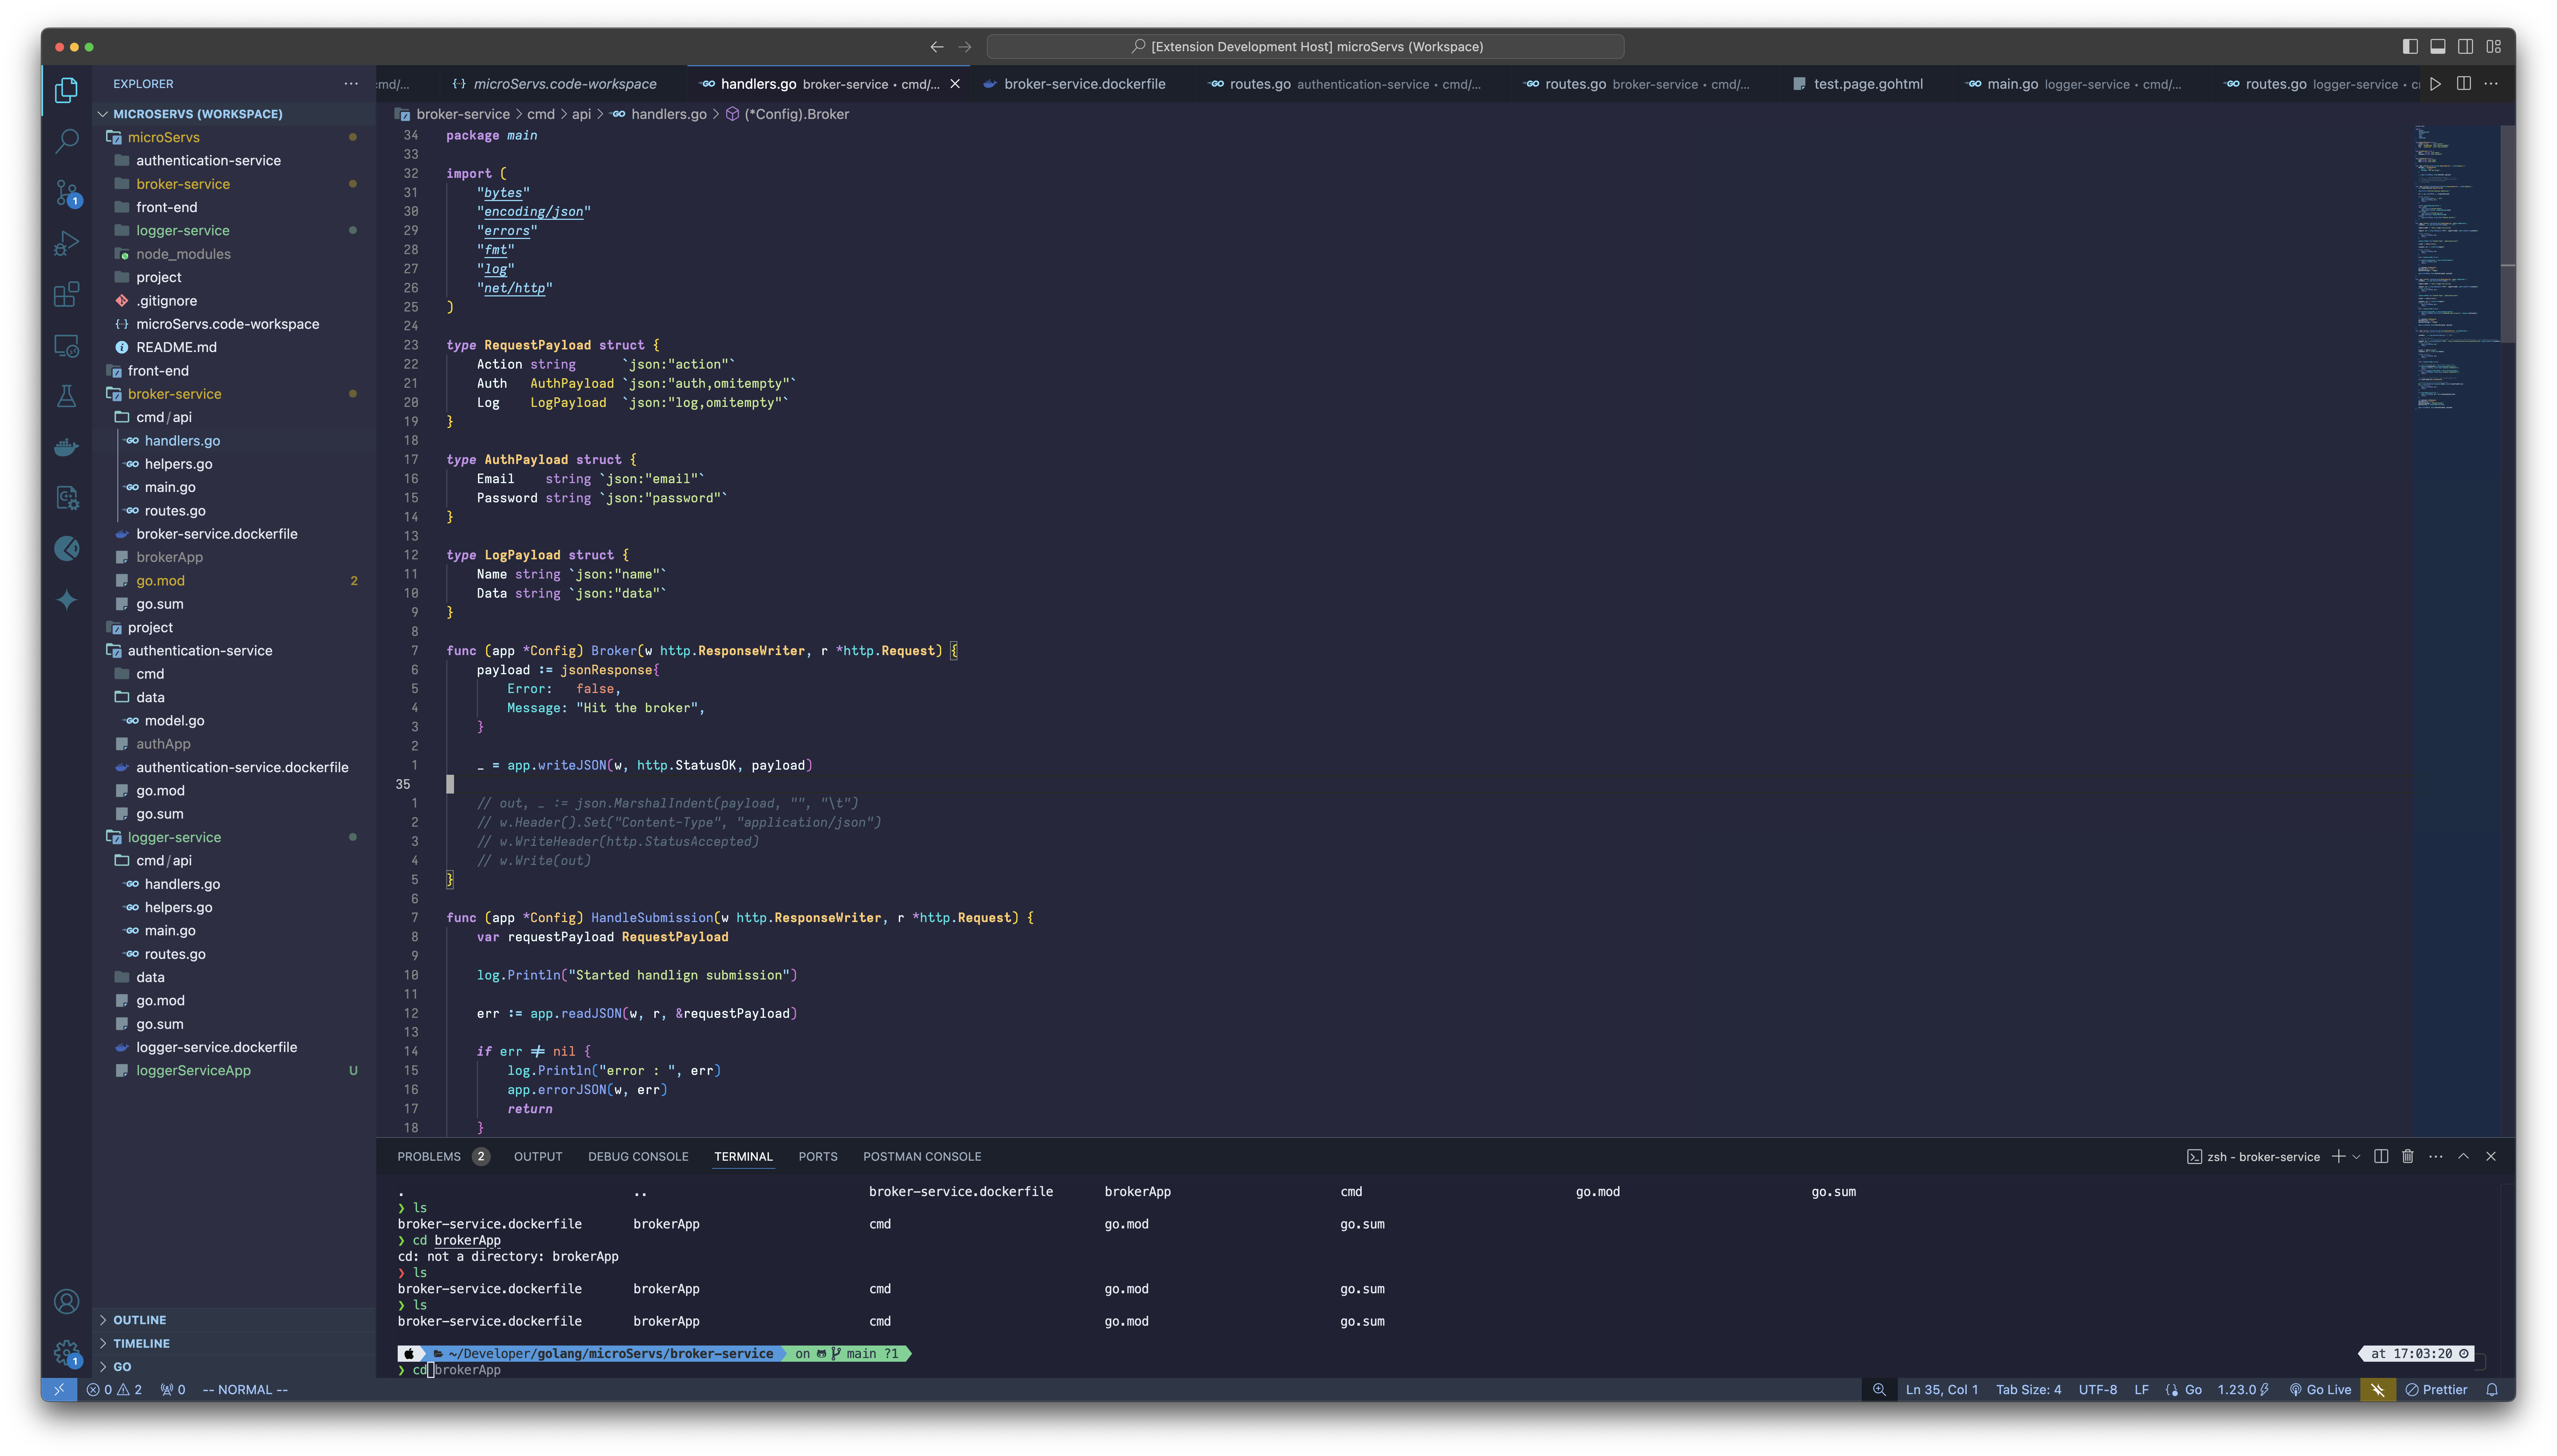 [Extension Development Host] microServs (Workspace)
EXPLORER
cmd/...
microServs.code-workspace
handlers.go broker-service • cmd/...
broker-service.dockerfile
routes.go authentication-service • cmd/...
routes.go broker-service • cmd/...
test.page.gohtml
main.go logger-service • cmd/...
routes.go logger-service • c
MICROSERVS (WORKSPACE)
microServs
authentication-service
broker-service
front-end
logger-service
node_modules
project
.gitignore
microServs.code-workspace
README.md
front-end
broker-service
cmd/api
handlers.go
helpers.go
main.go
routes.go
broker-service.dockerfile
brokerApp
go.mod 2
go.sum
project
authentication-service
cmd
data
model.go
authApp
authentication-service.dockerfile
go.mod
go.sum
logger-service
cmd/api
handlers.go
helpers.go
main.go
routes.go
data
go.mod
go.sum
logger-service.dockerfile
loggerServiceApp U
OUTLINE
TIMELINE
GO
broker-service > cmd > api > handlers.go > (*Config).Broker
34 package main
33
32 import (
31 "bytes"
30 "encoding/json"
29 "errors"
28 "fmt"
27 "log"
26 "net/http"
25 )
24
23 type RequestPayload struct {
22 Action string `json:"action"`
21 Auth AuthPayload `json:"auth,omitempty"`
20 Log LogPayload `json:"log,omitempty"`
19 }
18
17 type AuthPayload struct {
16 Email string `json:"email"`
15 Password string `json:"password"`
14 }
13
12 type LogPayload struct {
11 Name string `json:"name"`
10 Data string `json:"data"`
9 }
8
7 func (app *Config) Broker(w http.ResponseWriter, r *http.Request) {
6 payload := jsonResponse{
5 Error: false,
4 Message: "Hit the broker",
3 }
2
1 _ = app.writeJSON(w, http.StatusOK, payload)
35
1 // out, _ := json.MarshalIndent(payload, "", "\t")
2 // w.Header().Set("Content-Type", "application/json")
3 // w.WriteHeader(http.StatusAccepted)
4 // w.Write(out)
5 }
6
7 func (app *Config) HandleSubmission(w http.ResponseWriter, r *http.Request) {
8 var requestPayload RequestPayload
9
10 log.Println("Started handlign submission")
11
12 err := app.readJSON(w, r, &requestPayload)
13
14 if err != nil {
15 log.Println("error : ", err)
16 app.errorJSON(w, err)
17 return
18 }
PROBLEMS 2 OUTPUT DEBUG CONSOLE TERMINAL PORTS POSTMAN CONSOLE
zsh - broker-service
. .. broker-service.dockerfile brokerApp cmd go.mod go.sum
❯ ls
broker-service.dockerfile brokerApp cmd go.mod go.sum
❯ cd brokerApp
cd: not a directory: brokerApp
❯ ls
broker-service.dockerfile brokerApp cmd go.mod go.sum
❯ ls
broker-service.dockerfile brokerApp cmd go.mod go.sum
~/Developer/golang/microServs/broker-service on main ?1 at 17:03:20
❯ cd brokerApp
1
1
0 2 0 -- NORMAL -- Ln 35, Col 1 Tab Size: 4 UTF-8 LF Go 1.23.0 Go Live Prettier